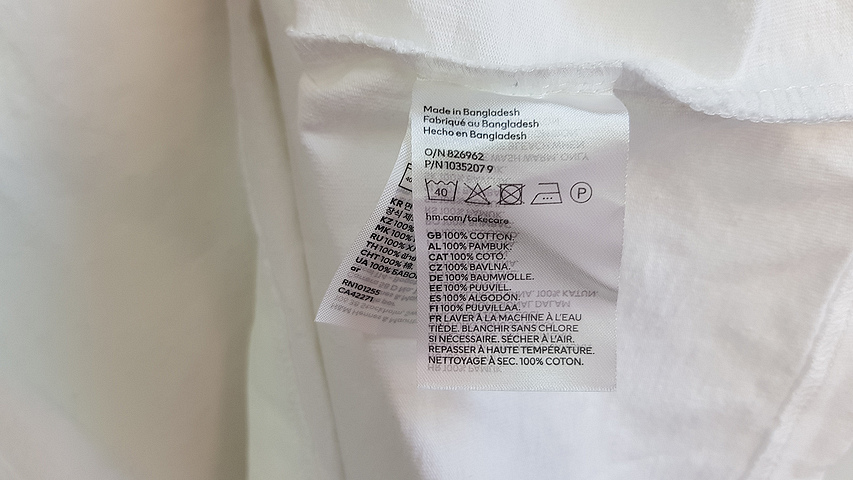 Made in Bangladesh
Fabriqué au Bangladesh
Hecho en Bangladesh
O/N 826962
P/N 1035207 9
40
P
hm.com/takecare
GB 100% COTTON.
AL 100% PAMBUK.
CAT 100% COTÓ.
CZ 100% BAVLNA.
DE 100% BAUMWOLLE.
EE 100% PUUVILL.
ES 100% ALGODÓN.
FI 100% PUUVILLAA.
FR LAVER À LA MACHINE À L'EAU
TIÈDE. BLANCHIR SANS CHLORE
SI NÉCESSAIRE. SÉCHER À L'AIR.
REPASSER À HAUTE TEMPÉRATURE.
NETTOYAGE À SEC. 100% COTON.
KR
KZ 100%
MK 100%
RU 100%
TH 100%
CHT 100%
UA 100%
or
RN101255
CA42271